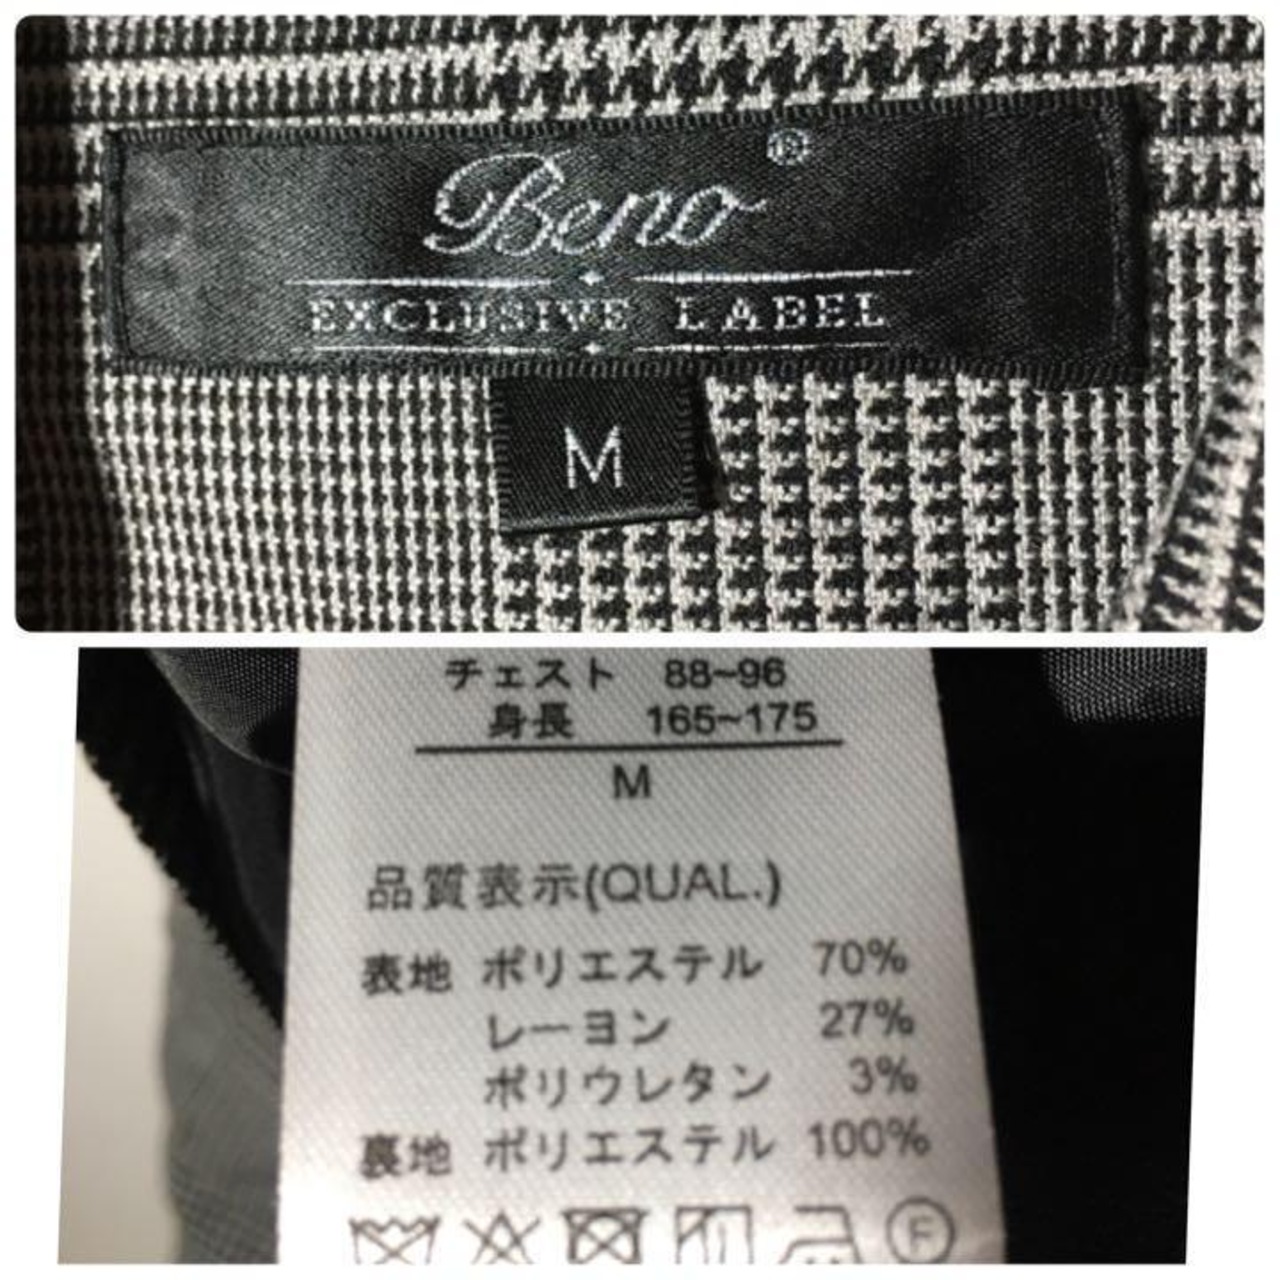 Beno®
EXCLUSIVE LABEL
M
チェスト 88~96
身長 165~175
M
品質表示(QUAL.)
表地 ポリエステル 70%
レーヨン 27%
ポリウレタン 3%
裏地 ポリエステル 100%
F